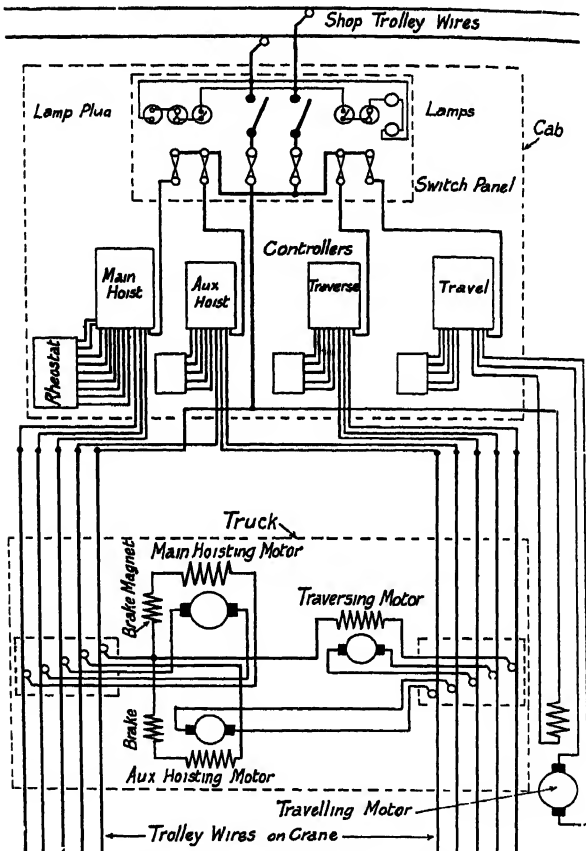 Shop Trolley Wires
Lamp Plug
Lamps
Cab
Switch Panel
Controllers
Main
Hoist
Aux
Hoist
Traverse
Travel
Rheostat
Truck
Main Hoisting Motor
Brake Magnet
Traversing Motor
Brake
Aux Hoisting Motor
Travelling Motor
Trolley Wires on Crane